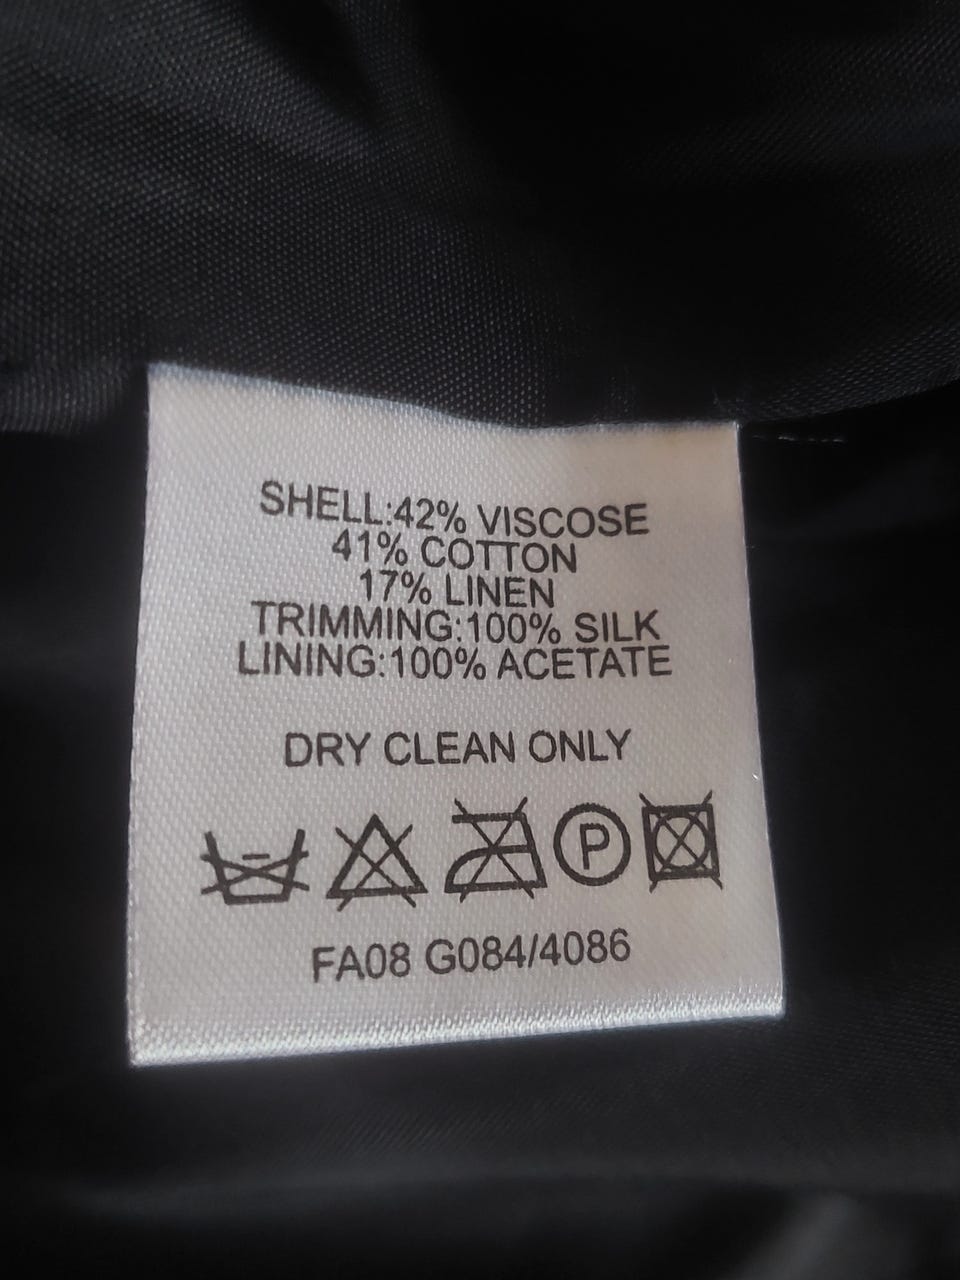 SHELL:42% VISCOSE
41% COTTON
17% LINEN
TRIMMING:100% SILK
LINING:100% ACETATE
DRY CLEAN ONLY
P
FA08 G084/4086